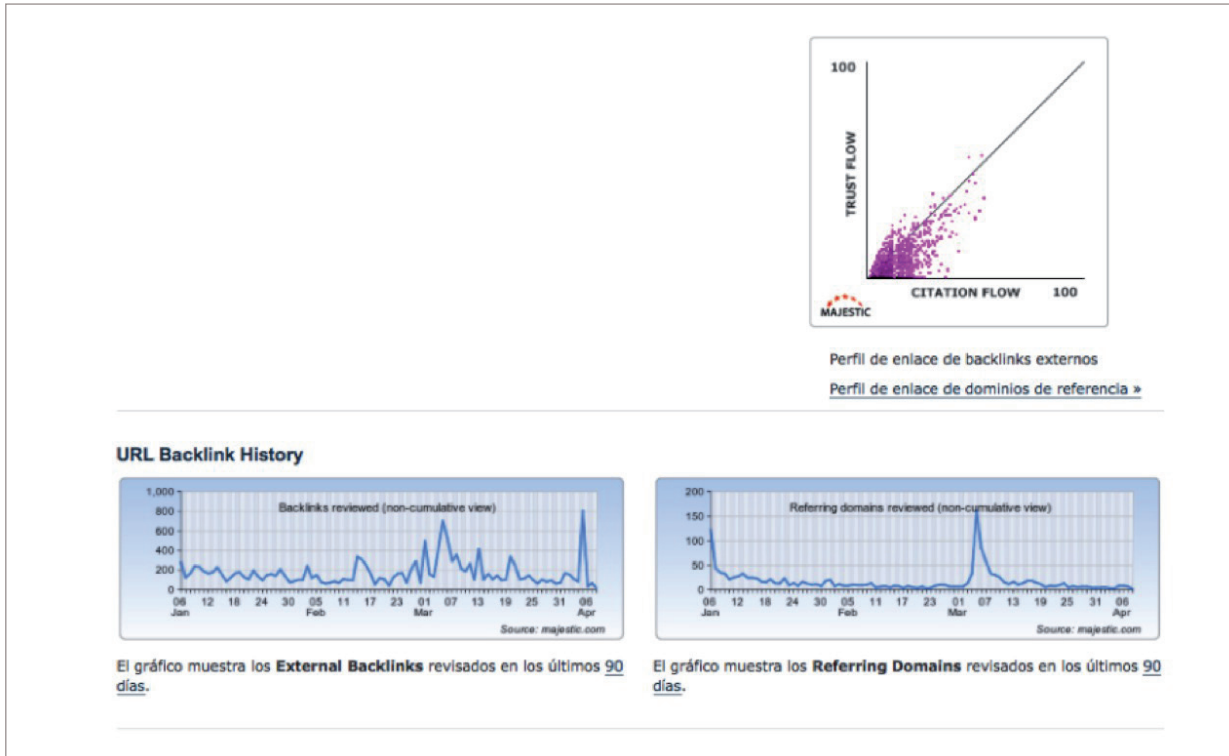 100
TRUST FLOW
CITATION FLOW 100
MAJESTIC
Perfil de enlace de backlinks externos
Perfil de enlace de dominios de referencia »
URL Backlink History
Backlinks reviewed (non-cumulative view)
1,000
800
600
400
200
0
06 12 18 24 30 05 11 17 23 01 07 13 19 25 31 06
Jan Feb Mar Apr
Source: majestic.com
El gráfico muestra los External Backlinks revisados en los últimos 90
días.
Referring domains reviewed (non-cumulative view)
200
150
100
50
0
06 12 18 24 30 05 11 17 23 01 07 13 19 25 31 06
Jan Feb Mar Apr
Source: majestic.com
El gráfico muestra los Referring Domains revisados en los últimos 90
días.